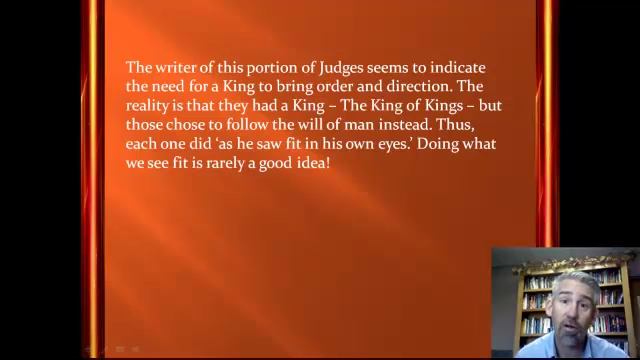 The writer of this portion of Judges seems to indicate
the need for a King to bring order and direction. The
reality is that they had a King – The King of Kings – but
those chose to follow the will of man instead. Thus,
each one did ‘as he saw fit in his own eyes.’ Doing what
we see fit is rarely a good idea!